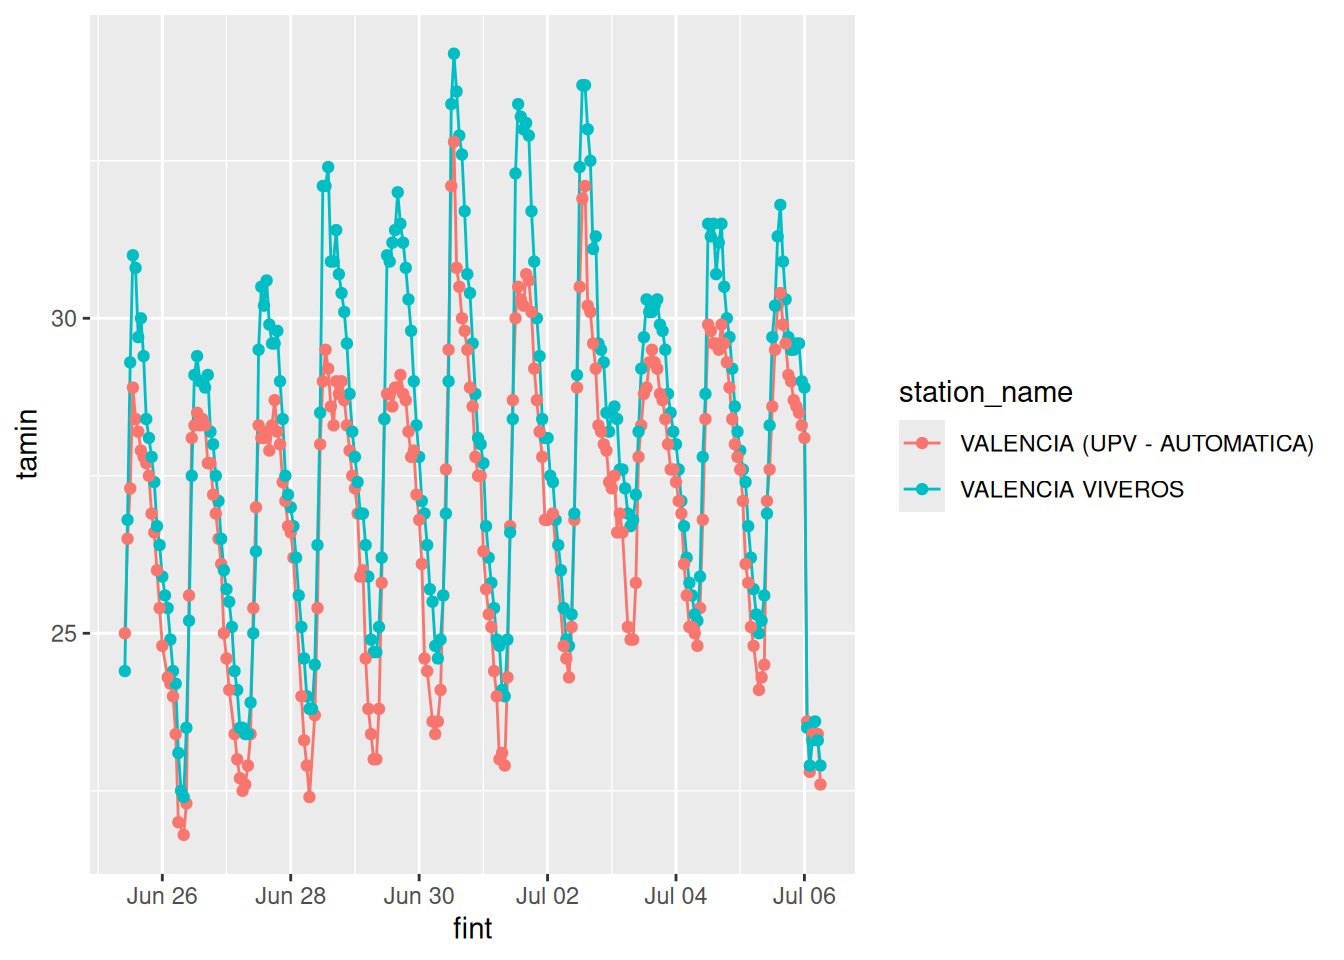 tamin
30
25
Jun 26
Jun 28
Jun 30
Jul 02
Jul 04
Jul 06
fint
station_name
VALENCIA (UPV - AUTOMATICA)
VALENCIA VIVEROS